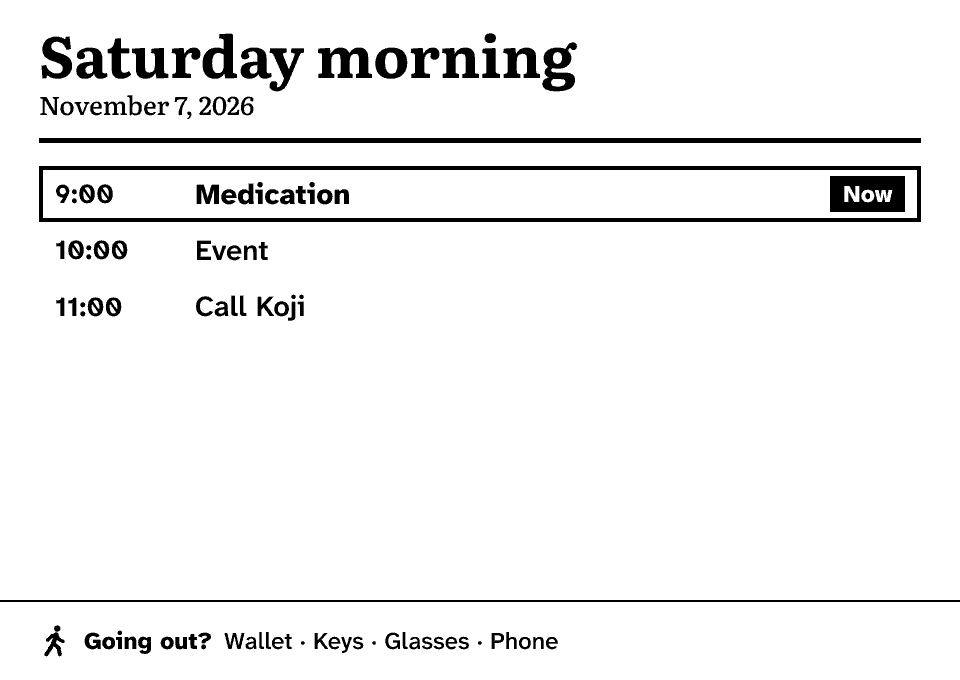 Saturday morning
November 7, 2026
9:00 Medication Now
10:00 Event
11:00 Call Koji
Going out? Wallet · Keys · Glasses · Phone